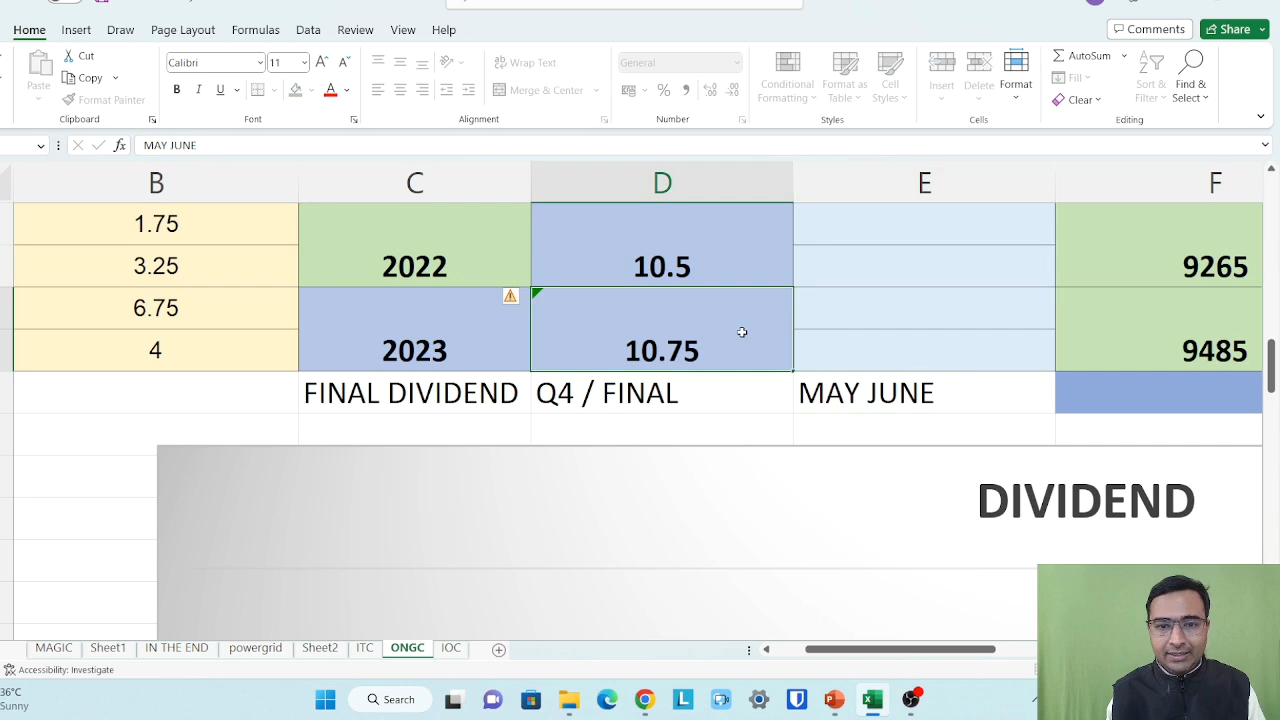 Home Insert Draw Page Layout Formulas Data Review View Help Comments Share
Cut
Copy
Format Painter
Paste
Clipboard
Calibri 11
B I U
Font
Wrap Text
Merge & Center
Alignment
General
Number
Conditional Formatting
Format as Table
Cell Styles
Styles
Insert Delete Format
Cells
AutoSum
Fill
Clear
Sort & Filter
Find & Select
Editing
fx MAY JUNE
B C D E F
1.75
3.25 2022 10.5 9265
6.75
4 2023 10.75 9485
FINAL DIVIDEND Q4 / FINAL MAY JUNE
DIVIDEND
MAGIC Sheet1 IN THE END powergrid Sheet2 ITC ONGC IOC
Accessibility: Investigate
36°C
Sunny
Search